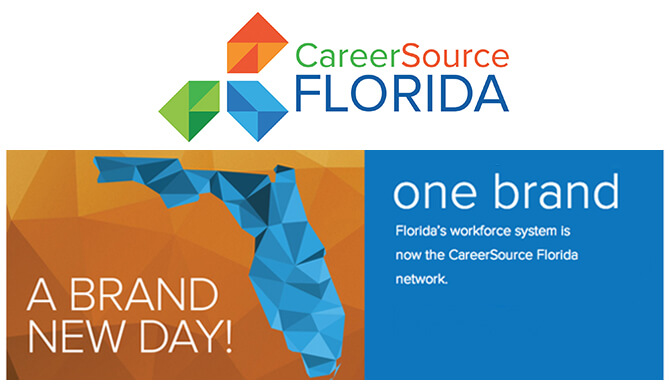 CareerSource
FLORIDA
A BRAND
NEW DAY!
one brand
Florida's workforce system is
now the CareerSource Florida
network.